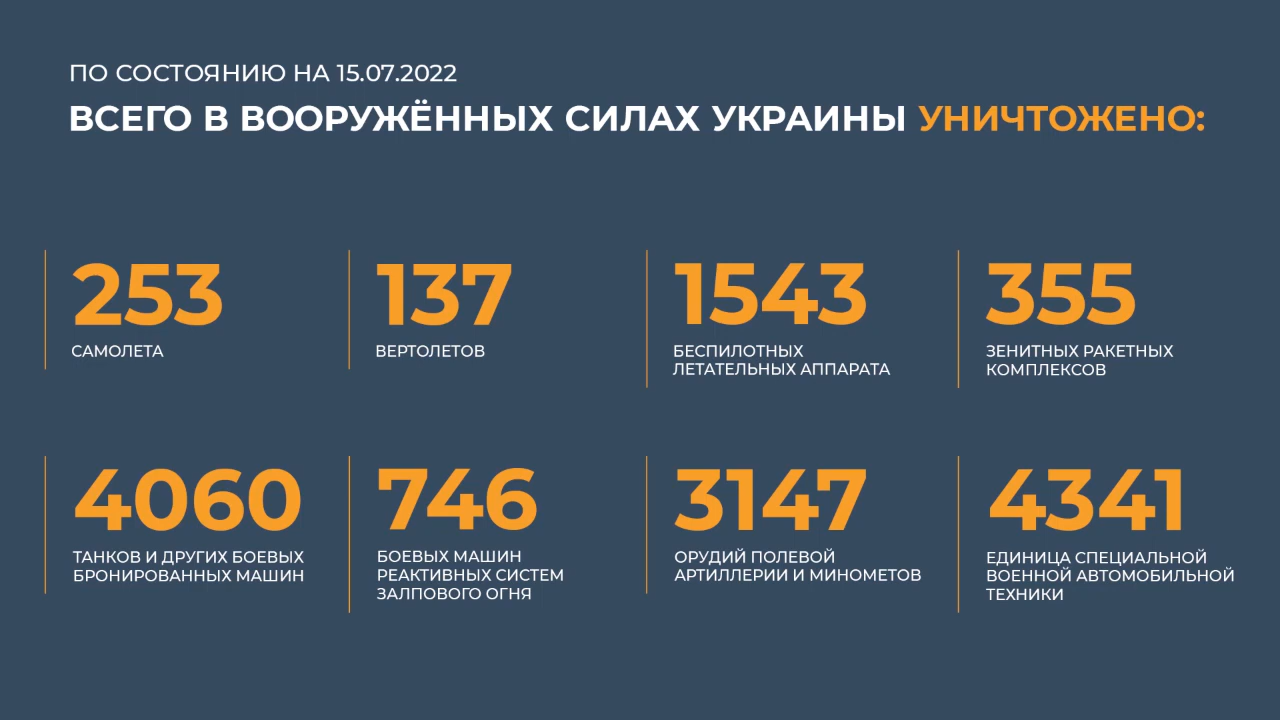 ПО СОСТОЯНИЮ НА 15.07.2022
ВСЕГО В ВООРУЖЁННЫХ СИЛАХ УКРАИНЫ УНИЧТОЖЕНО:
253
САМОЛЕТА
137
ВЕРТОЛЕТОВ
1543
БЕСПИЛОТНЫХ
ЛЕТАТЕЛЬНЫХ АППАРАТА
355
ЗЕНИТНЫХ РАКЕТНЫХ
КОМПЛЕКСОВ
4060
ТАНКОВ И ДРУГИХ БОЕВЫХ
БРОНИРОВАННЫХ МАШИН
746
БОЕВЫХ МАШИН
РЕАКТИВНЫХ СИСТЕМ
ЗАЛПОВОГО ОГНЯ
3147
ОРУДИЙ ПОЛЕВОЙ
АРТИЛЛЕРИИ И МИНОМЕТОВ
4341
ЕДИНИЦА СПЕЦИАЛЬНОЙ
ВОЕННОЙ АВТОМОБИЛЬНОЙ
ТЕХНИКИ